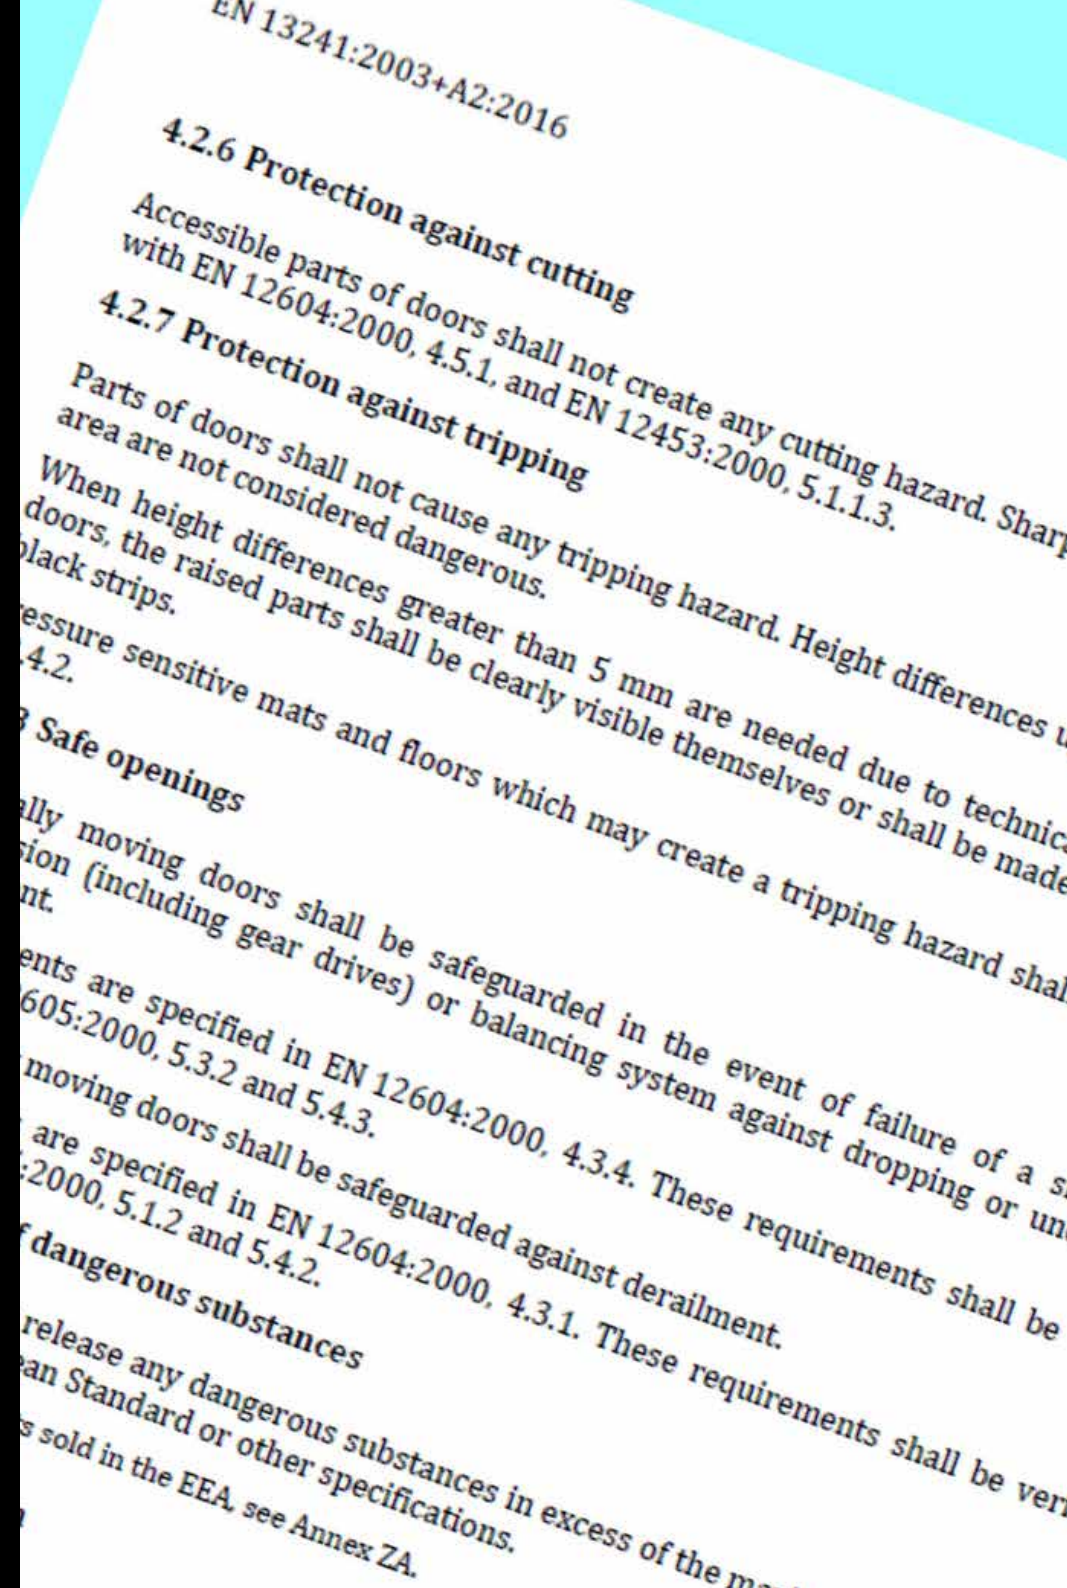 EN 13241:2003+A2:2016
4.2.6 Protection against cutting
Accessible parts of doors shall not create any cutting hazard. Sharp
with EN 12604:2000, 4.5.1, and EN 12453:2000, 5.1.1.3.
4.2.7 Protection against tripping
Parts of doors shall not cause any tripping hazard. Height differences
area are not considered dangerous.
When height differences greater than 5 mm are needed due to
doors, the raised parts shall be clearly visible themselves or shall be made
black strips.
essure sensitive mats and floors which may create a tripping hazard
.4.2.
Safe openings
ally moving doors shall be safeguarded in the event of failure of a
sion (including gear drives) or balancing system against dropping or
nt.
ents are specified in EN 12604:2000, 4.3.4. These requirements shall be
605:2000, 5.3.2 and 5.4.3.
moving doors shall be safeguarded against derailment.
are specified in EN 12604:2000, 4.3.1. These requirements shall be
:2000, 5.1.2 and 5.4.2.
dangerous substances
release any dangerous substances in excess of the
an Standard or other specifications.
s sold in the EEA, see Annex ZA.